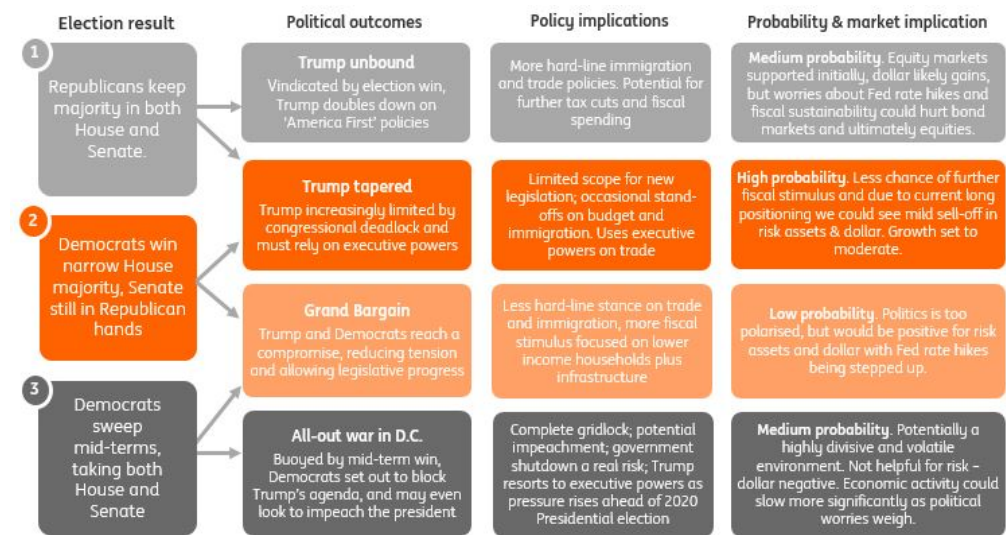 Election result
Political outcomes
Policy implications
Probability & market implication
1
Republicans keep
majority in both
House and
Senate.
Trump unbound
Vindicated by election win,
Trump doubles down on
'America First' policies
More hard-line immigration
and trade policies. Potential for
further tax cuts and fiscal
spending
Medium probability. Equity markets
supported initially, dollar likely gains,
but worries about Fed rate hikes and
fiscal sustainability could hurt bond
markets and ultimately equities.
2
Democrats win
narrow House
majority, Senate
still in Republican
hands
Trump tapered
Trump increasingly limited by
congressional deadlock and
must rely on executive powers
Limited scope for new
legislation; occasional stand-
offs on budget and
immigration. Uses executive
powers on trade
High probability. Less chance of further
fiscal stimulus and due to current long
positioning we could see mild sell-off in
risk assets & dollar. Growth set to
moderate.
Grand Bargain
Trump and Democrats reach a
compromise, reducing tension
and allowing legislative progress
Less hard-line stance on trade
and immigration, more fiscal
stimulus focused on lower
income households plus
infrastructure
Low probability. Politics is too
polarised, but would be positive for risk
assets and dollar with Fed rate hikes
being stepped up.
3
Democrats
sweep
mid-terms,
taking both
House and
Senate
All-out war in D.C.
Buoyed by mid-term win,
Democrats set out to block
Trump's agenda, and may even
look to impeach the president
Complete gridlock; potential
impeachment; government
shutdown a real risk; Trump
resorts to executive powers as
pressure rises ahead of 2020
Presidential election
Medium probability. Potentially a
highly divisive and volatile
environment. Not helpful for risk –
dollar negative. Economic activity could
slow more significantly as political
worries weigh.